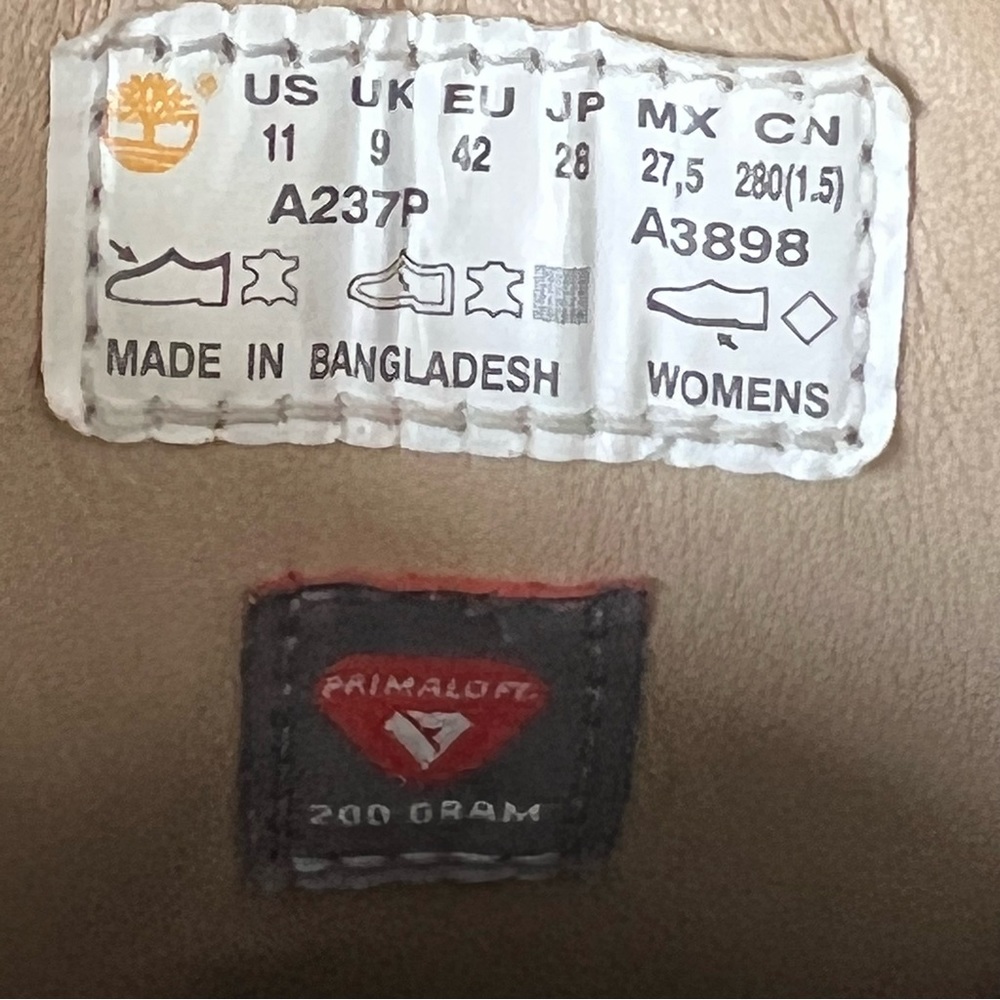 US UK EU JP MX CN
11 9 42 28 27,5 280(1.5)
A237P A3898
MADE IN BANGLADESH WOMENS
PRIMALOFT
200 GRAM